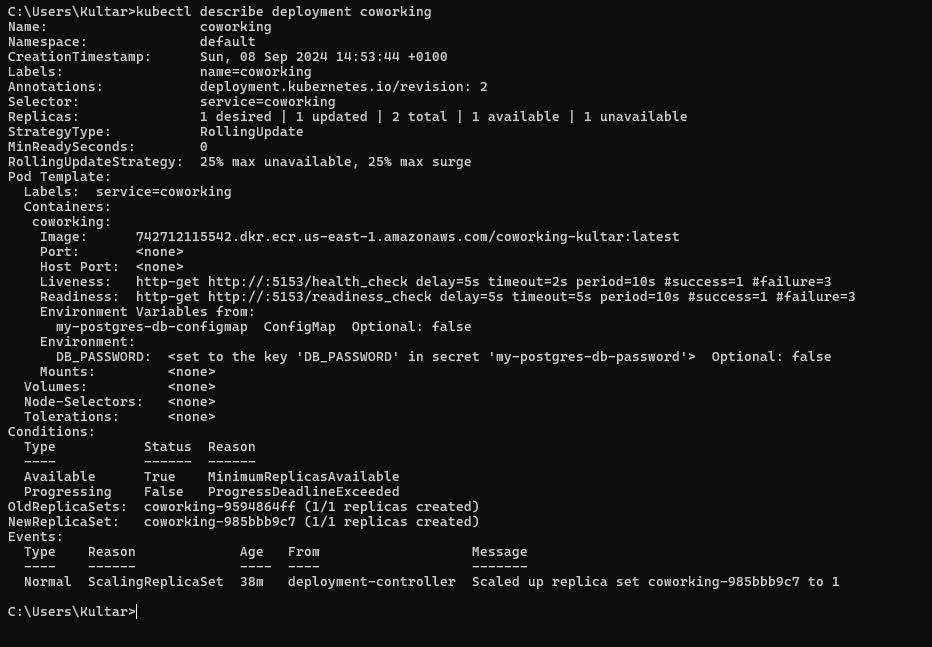 C:\Users\Kultar>kubectl describe deployment coworking
Name:                   coworking
Namespace:              default
CreationTimestamp:      Sun, 08 Sep 2024 14:53:44 +0100
Labels:                 name=coworking
Annotations:            deployment.kubernetes.io/revision: 2
Selector:               service=coworking
Replicas:               1 desired | 1 updated | 2 total | 1 available | 1 unavailable
StrategyType:           RollingUpdate
MinReadySeconds:        0
RollingUpdateStrategy:  25% max unavailable, 25% max surge
Pod Template:
  Labels:  service=coworking
  Containers:
   coworking:
    Image:      742712115542.dkr.ecr.us-east-1.amazonaws.com/coworking-kultar:latest
    Port:       <none>
    Host Port:  <none>
    Liveness:   http-get http://:5153/health_check delay=5s timeout=2s period=10s #success=1 #failure=3
    Readiness:  http-get http://:5153/readiness_check delay=5s timeout=5s period=10s #success=1 #failure=3
    Environment Variables from:
      my-postgres-db-configmap  ConfigMap  Optional: false
    Environment:
      DB_PASSWORD:  <set to the key 'DB_PASSWORD' in secret 'my-postgres-db-password'>  Optional: false
    Mounts:         <none>
  Volumes:          <none>
  Node-Selectors:   <none>
  Tolerations:      <none>
Conditions:
  Type           Status  Reason
  ----           ------  ------
  Available      True    MinimumReplicasAvailable
  Progressing    False   ProgressDeadlineExceeded
OldReplicaSets:  coworking-9594864ff (1/1 replicas created)
NewReplicaSet:   coworking-985bbb9c7 (1/1 replicas created)
Events:
  Type    Reason             Age   From                   Message
  ----    ------             ----  ----                   -------
  Normal  ScalingReplicaSet  38m   deployment-controller  Scaled up replica set coworking-985bbb9c7 to 1
C:\Users\Kultar>